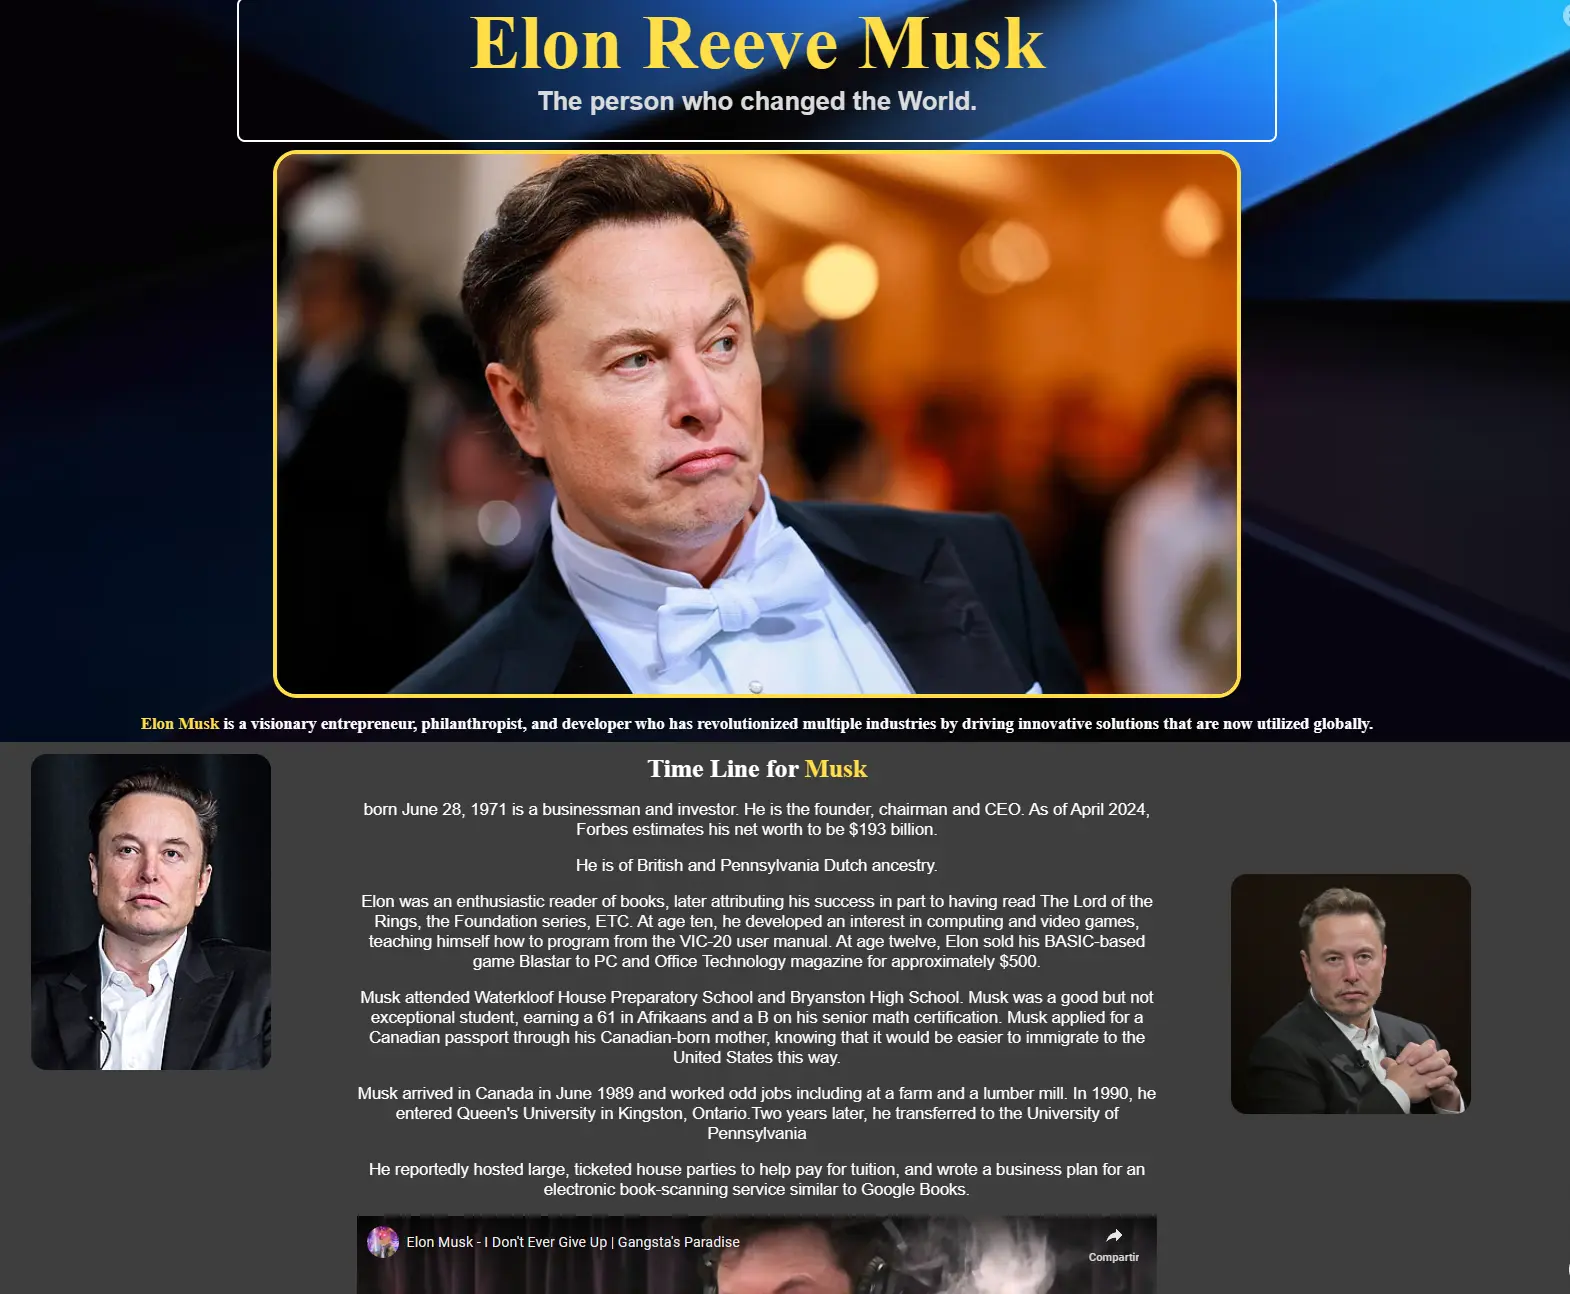 Elon Reeve Musk
The person who changed the World.
Elon Musk is a visionary entrepreneur, philanthropist, and developer who has revolutionized multiple industries by driving innovative solutions that are now utilized globally.
Time Line for Musk
born June 28, 1971 is a businessman and investor. He is the founder, chairman and CEO. As of April 2024,
Forbes estimates his net worth to be $193 billion.
He is of British and Pennsylvania Dutch ancestry.
Elon was an enthusiastic reader of books, later attributing his success in part to having read The Lord of the
Rings, the Foundation series, ETC. At age ten, he developed an interest in computing and video games,
teaching himself how to program from the VIC-20 user manual. At age twelve, Elon sold his BASIC-based
game Blastar to PC and Office Technology magazine for approximately $500.
Musk attended Waterkloof House Preparatory School and Bryanston High School. Musk was a good but not
exceptional student, earning a 61 in Afrikaans and a B on his senior math certification. Musk applied for a
Canadian passport through his Canadian-born mother, knowing that it would be easier to immigrate to the
United States this way.
Musk arrived in Canada in June 1989 and worked odd jobs including at a farm and a lumber mill. In 1990, he
entered Queen's University in Kingston, Ontario.Two years later, he transferred to the University of
Pennsylvania
He reportedly hosted large, ticketed house parties to help pay for tuition, and wrote a business plan for an
electronic book-scanning service similar to Google Books.
Elon Musk - I Don't Ever Give Up | Gangsta's Paradise
Compartir